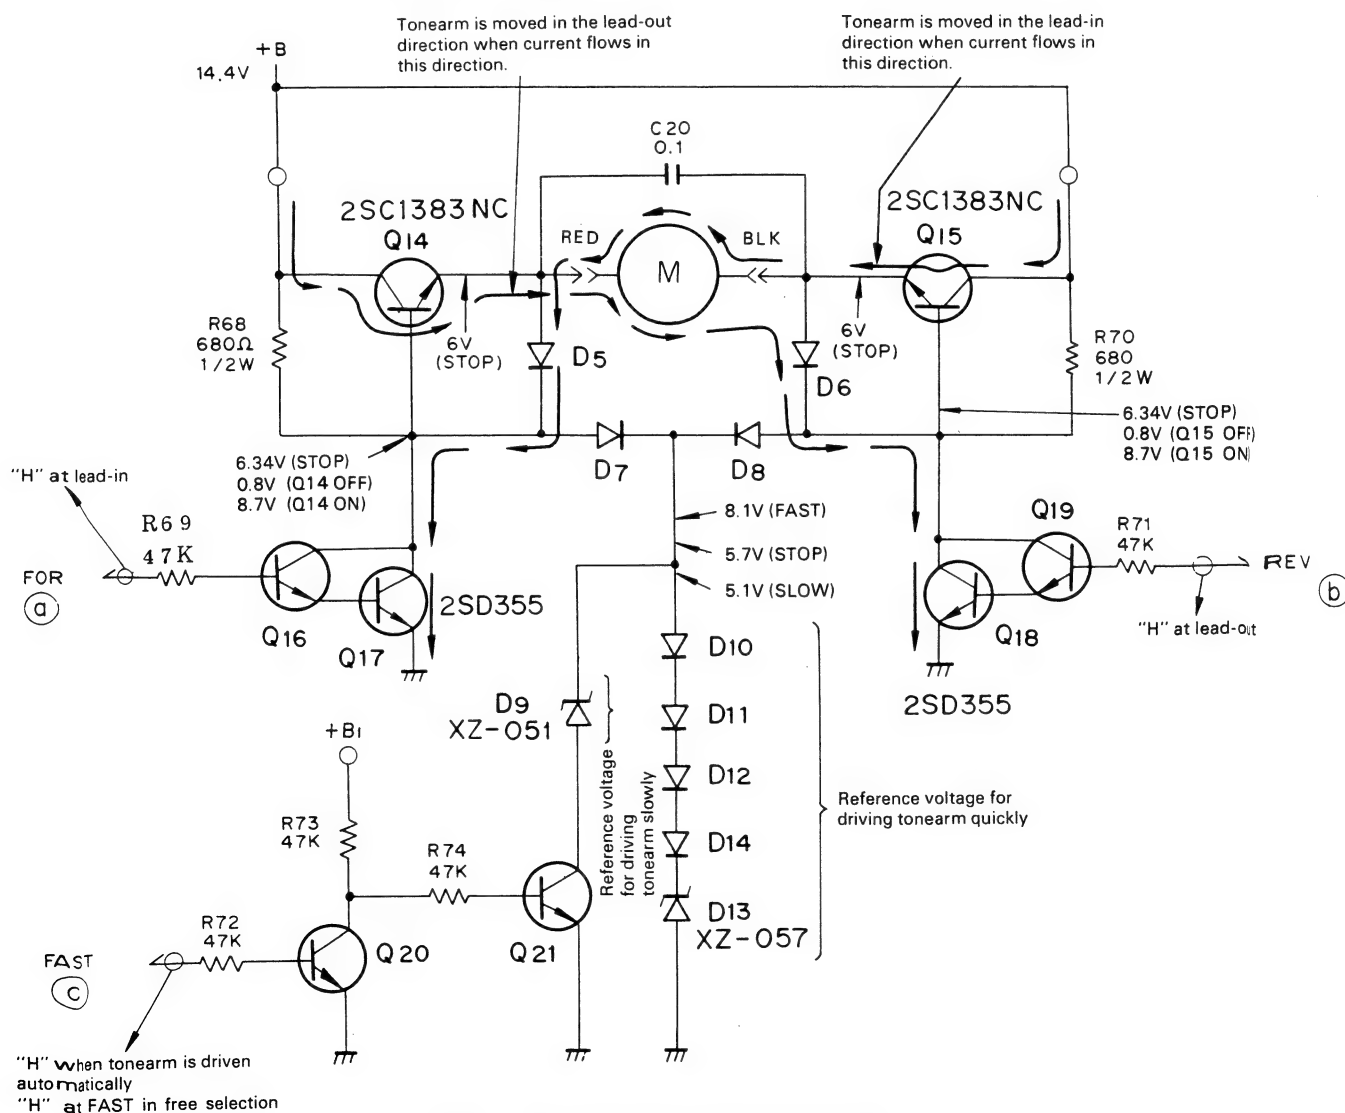 Tonearm is moved in the lead-out
direction when current flows in
this direction.
Tonearm is moved in the lead-in
direction when current flows in
this direction.
+B
14.4V
C20
0.1
2SC1383NC
Q14
RED
M
BLK
2SC1383NC
Q15
R68
680Ω
1/2W
6V
(STOP)
D5
6V
(STOP)
D6
R70
680
1/2W
6.34V (STOP)
0.8V (Q15 OFF)
8.7V (Q15 ON)
D7
D8
6.34V (STOP)
0.8V (Q14 OFF)
8.7V (Q14 ON)
"H" at lead-in
R69
47K
FOR
a
Q16
Q17
2SD355
8.1V (FAST)
5.7V (STOP)
5.1V (SLOW)
Q19
R71
47K
REV
b
Q18
"H" at lead-out
2SD355
D10
D9
XZ-051
D11
D12
D14
D13
XZ-057
Reference voltage
for driving
tonearm slowly
Reference voltage for
driving tonearm quickly
+B1
R73
47K
R74
47K
R72
47K
Q20
Q21
FAST
c
"H" when tonearm is driven
automatically
"H" at FAST in free selection